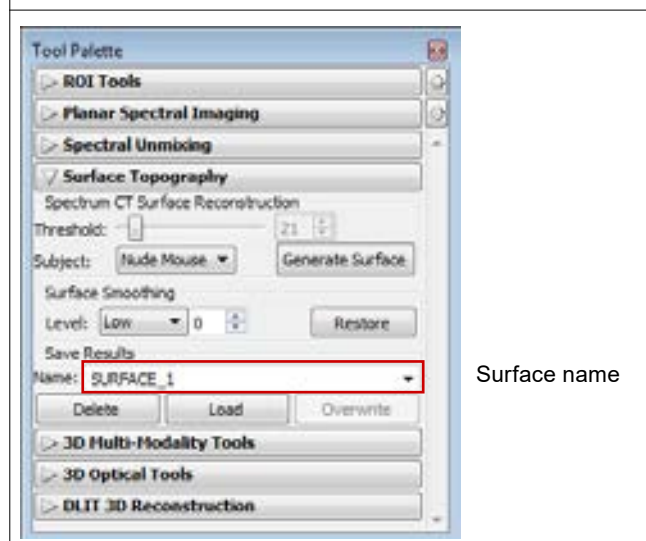 Tool Palette
ROI Tools
Planar Spectral Imaging
Spectral Unmixing
Surface Topography
Spectrum CT Surface Reconstruction
Threshold: 21
Subject: Nude Mouse Generate Surface
Surface Smoothing
Level: Low 0 Restore
Save Results
Name: SURFACE_1
Surface name
Delete Load Overwrite
3D Multi-Modality Tools
3D Optical Tools
DLIT 3D Reconstruction